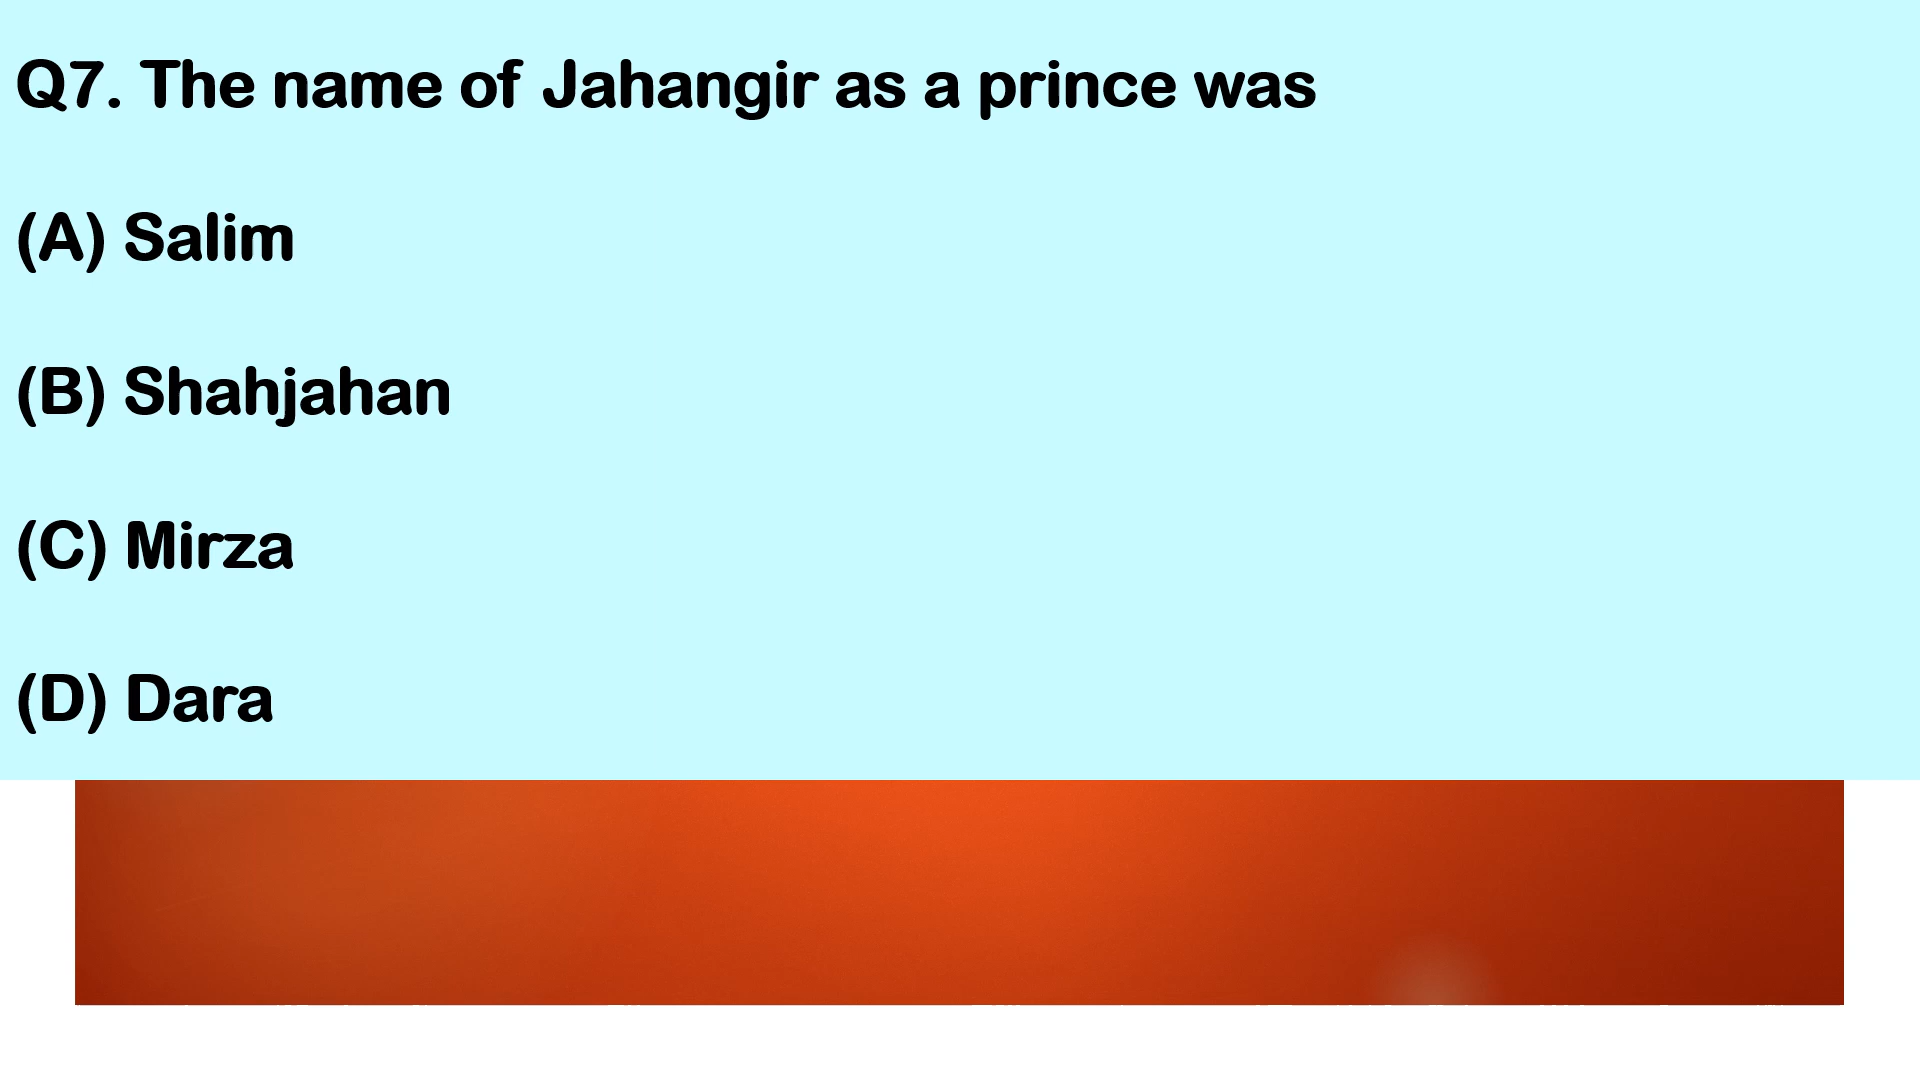 Q7. The name of Jahangir as a prince was
(A) Salim
(B) Shahjahan
(C) Mirza
(D) Dara